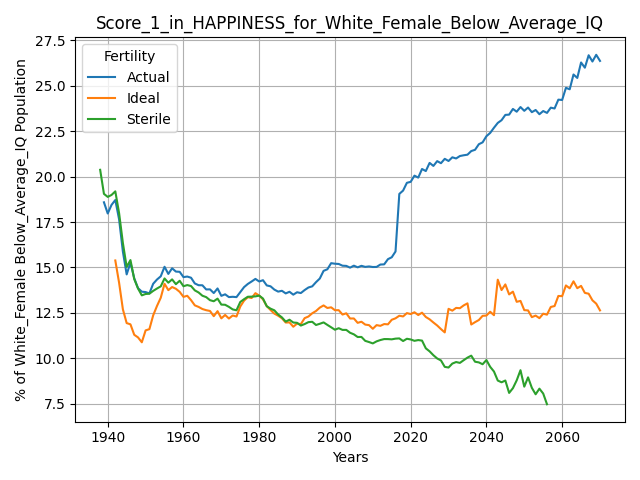 Score_1_in_HAPPINESS_for_White_Female_Below_Average_IQ
27.5
25.0
22.5
20.0
17.5
15.0
12.5
10.0
7.5
% of White_Female Below_Average_IQ Population
Fertility
Actual
Ideal
Sterile
1940
1960
1980
2000
2020
2040
2060
Years